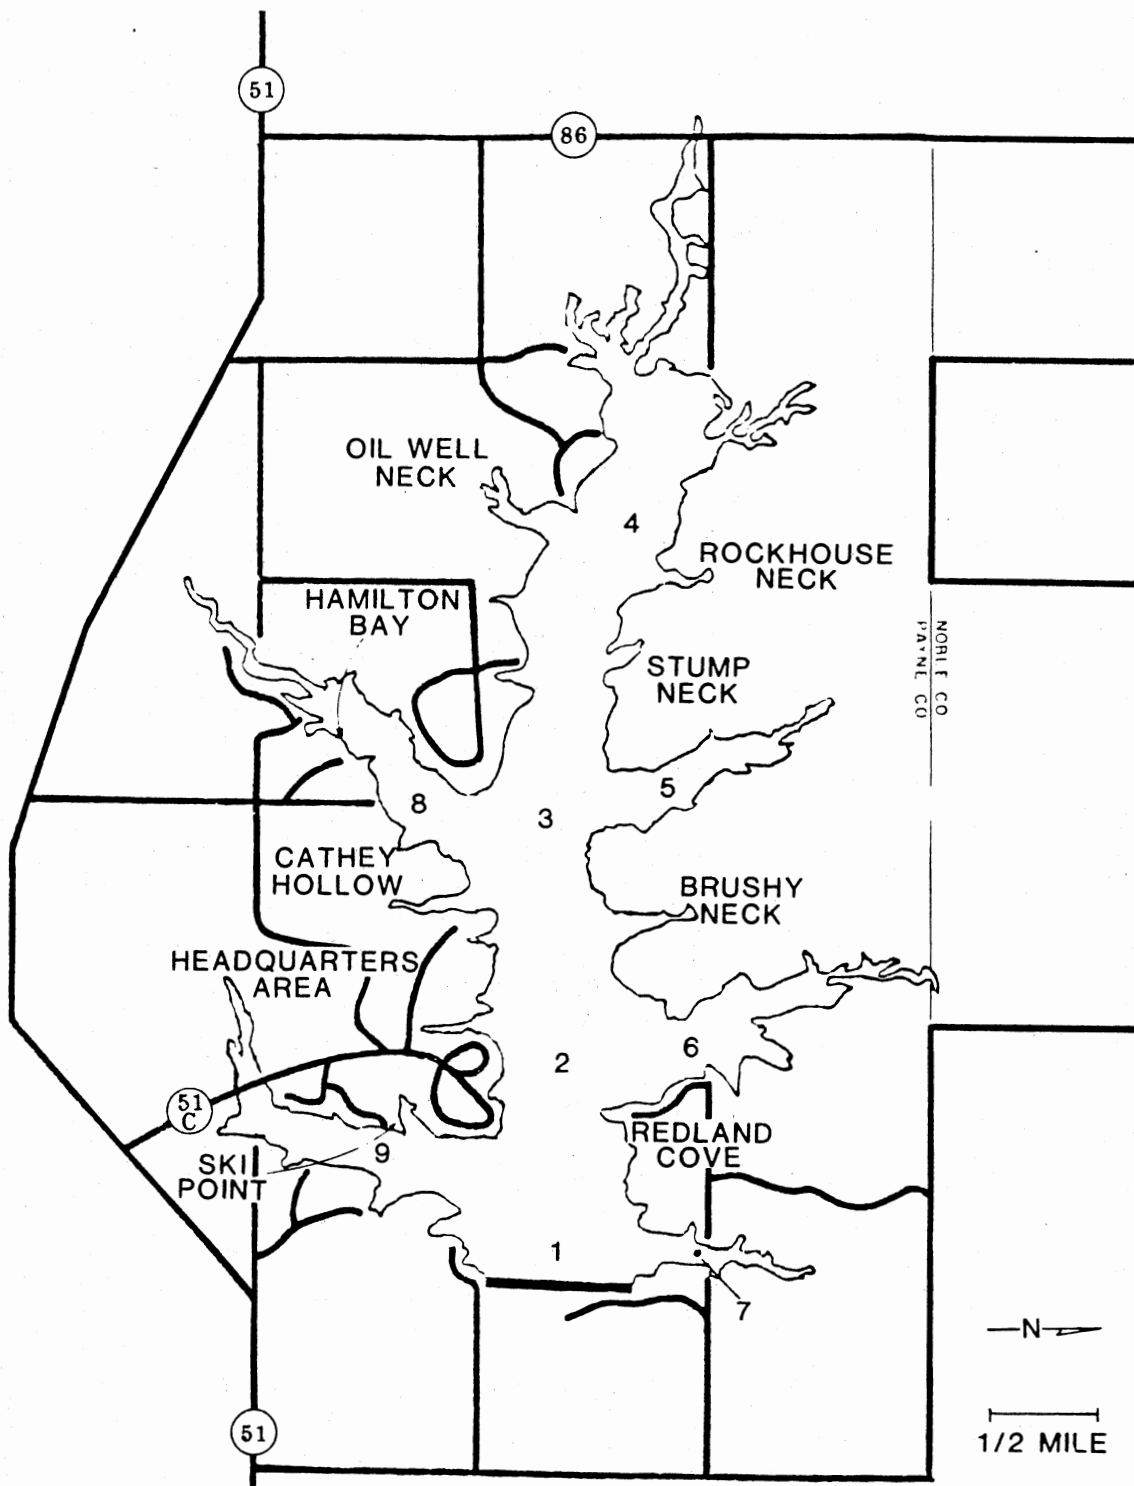 51
86
OIL WELL
NECK
4
ROCKHOUSE
NECK
HAMILTON
BAY
NOBLE CO
PAYNE CO
STUMP
NECK
5
8
3
CATHEY
HOLLOW
BRUSHY
NECK
HEADQUARTERS
AREA
2
6
51
C
REDLAND
COVE
9
SKI
POINT
1
7
N
51
1/2 MILE